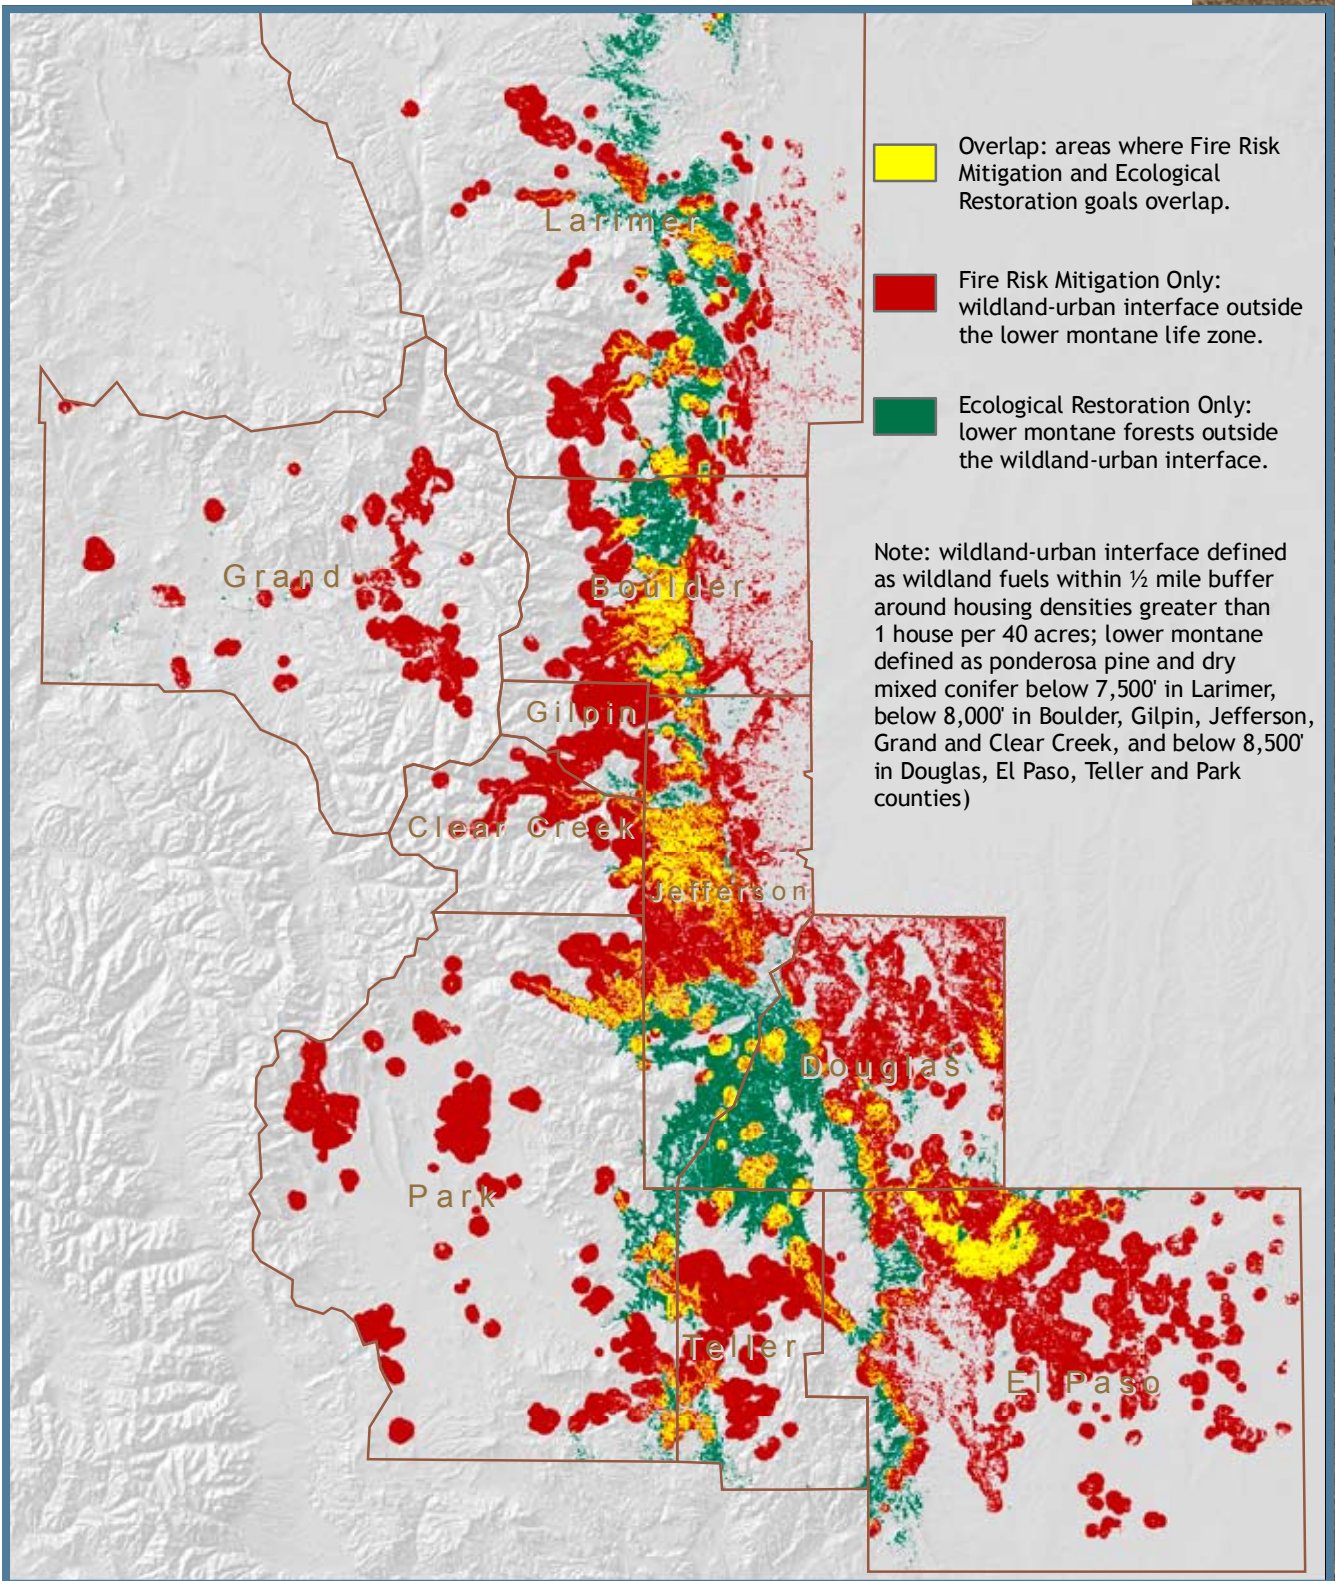 Overlap: areas where Fire Risk
Mitigation and Ecological
Restoration goals overlap.
Larimer
Fire Risk Mitigation Only:
wildland-urban interface outside
the lower montane life zone.
Ecological Restoration Only:
lower montane forests outside
the wildland-urban interface.
Note: wildland-urban interface defined
as wildland fuels within ½ mile buffer
around housing densities greater than
1 house per 40 acres; lower montane
defined as ponderosa pine and dry
mixed conifer below 7,500' in Larimer,
below 8,000' in Boulder, Gilpin, Jefferson,
Grand and Clear Creek, and below 8,500'
in Douglas, El Paso, Teller and Park
counties)
Grand
Boulder
Gilpin
Clear Creek
Jefferson
Douglas
Park
Teller
El Paso